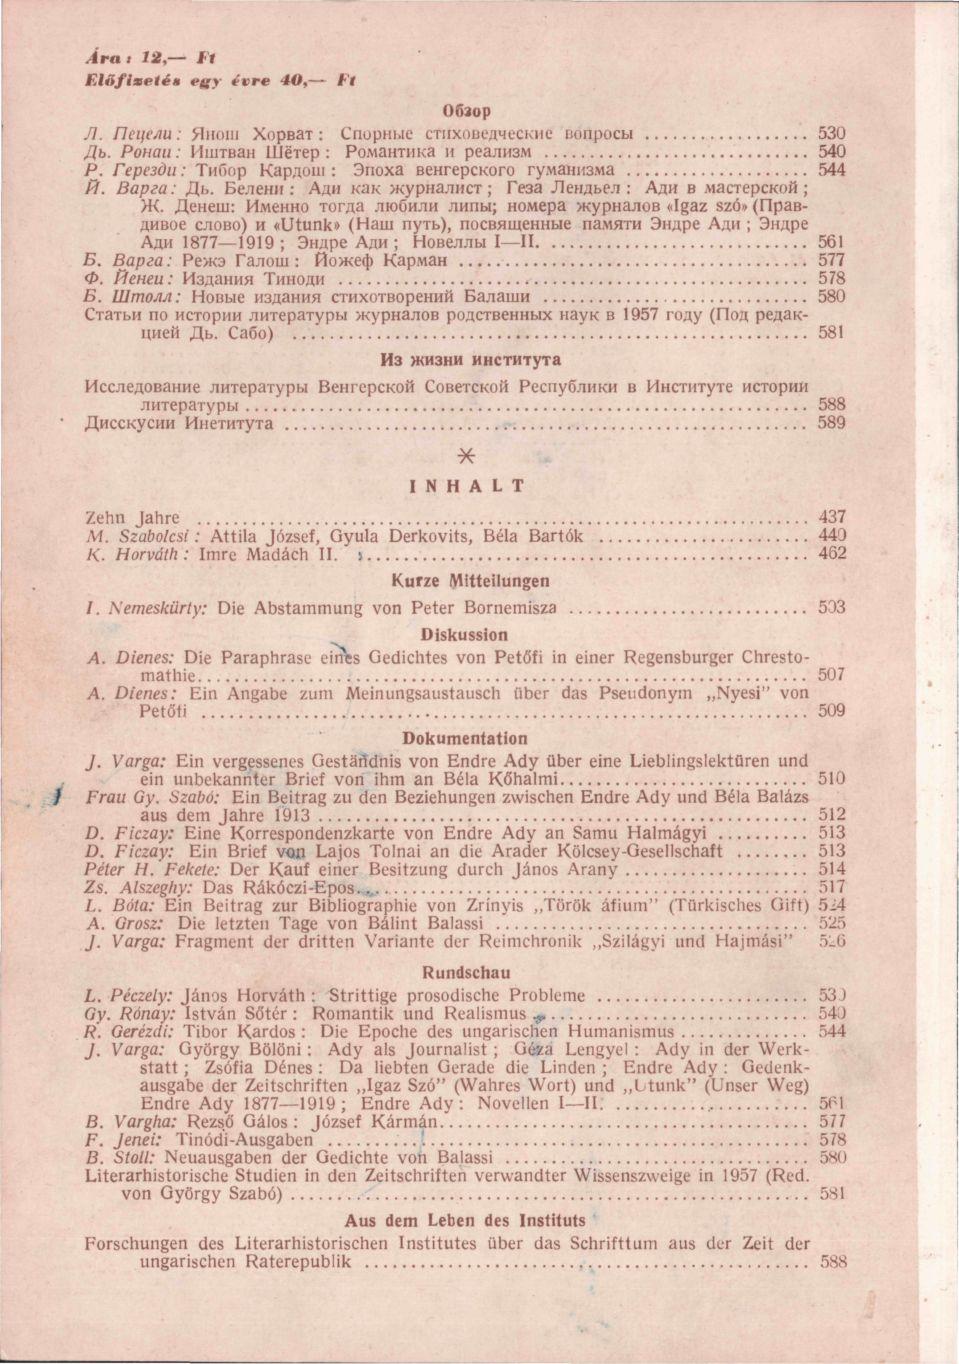 Ára: 12,— Ft
Előfizetés egy évre 40,— Ft
Обзор
Л. Пецели: Янош Хорват: Спорные стиховедческие вопросы ........ 530
Дь. Ронаи: Иштван Шётер: Романтика и реализм ........ 540
Р. Герезди: Тибор Кардош: Эпоха венгерского гуманизма ........ 544
Й. Варга: Дь. Белени: Ади как журналист; Геза Лендьел: Ади в мастерской;
Ж. Денеш: Именно тогда любили липы; номера журналов «Igaz szó» (Прав-
дивое слово) и «Utunk» (Наш путь), посвященные памяти Эндре Ади; Эндре
Ади 1877—1919; Эндре Ади; Новеллы I—II. ........ 561
Б. Варга: Режэ Галош: Йожеф Карман ........ 577
Ф. Йенеи: Издания Тиноди ........ 578
Б. Штолл: Новые издания стихотворений Балаши ........ 580
Статьи по истории литературы журналов родственных наук в 1957 году (Под редак-
цией Дь. Сабо) ........ 581
Из жизни института
Исследование литературы Венгерской Советской Республики в Институте истории
литературы ........ 588
Дисскусии Инетитута ........ 589
*
INHALT
Zehn Jahre ........ 437
M. Szabolcsi: Attila József, Gyula Derkovits, Béla Bartók ........ 440
K. Horváth: Imre Madách II. ........ 462
Kurze Mitteilungen
I. Nemeskürty: Die Abstammung von Peter Bornemisza ........ 503
Diskussion
A. Dienes: Die Paraphrase eines Gedichtes von Petőfi in einer Regensburger Chresto-
mathie ........ 507
A. Dienes: Ein Angabe zum Meinungsaustausch über das Pseudonym „Nyesi” von
Petőfi ........ 509
Dokumentation
J. Varga: Ein vergessenes Geständnis von Endre Ady über eine Lieblingslektüren und
ein unbekannter Brief von ihm an Béla Kőhalmi ........ 510
Frau Gy. Szabó: Ein Beitrag zu den Beziehungen zwischen Endre Ady und Béla Balázs
aus dem Jahre 1913 ........ 512
D. Ficzay: Eine Korrespondenzkarte von Endre Ady an Samu Halmágyi ........ 513
D. Ficzay: Ein Brief von Lajos Tolnai an die Arader Kölcsey-Gesellschaft ........ 513
Péter H. Fekete: Der Kauf einer Besitzung durch János Arany ........ 514
Zs. Alszeghy: Das Rákóczi-Epos ........ 517
L. Bóta: Ein Beitrag zur Bibliographie von Zrínyis „Török áfium” (Türkisches Gift) 524
A. Grosz: Die letzten Tage von Bálint Balassi ........ 525
J. Varga: Fragment der dritten Variante der Reimchronik „Szilágyi und Hajmási” 526
Rundschau
L. Péczely: János Horváth: Strittige prosodische Probleme ........ 530
Gy. Rónay: István Sőtér: Romantik und Realismus ........ 540
R. Gerézdi: Tibor Kardos: Die Epoche des ungarischen Humanismus ........ 544
J. Varga: György Bölöni: Ady als Journalist; Géza Lengyel: Ady in der Werk-
statt; Zsófia Dénes: Da liebten Gerade die Linden; Endre Ady: Gedenk-
ausgabe der Zeitschriften „Igaz Szó” (Wahres Wort) und „Utunk” (Unser Weg)
Endre Ady 1877—1919; Endre Ady: Novellen I—II. ........ 561
B. Vargha: Rezső Gálos: József Kármán ........ 577
F. Jenei: Tinódi-Ausgaben ........ 578
B. Stoll: Neuausgaben der Gedichte von Balassi ........ 580
Literarhistorische Studien in den Zeitschriften verwandter Wissenszweige in 1957 (Red.
von György Szabó) ........ 581
Aus dem Leben des Instituts
Forschungen des Literarhistorischen Institutes über das Schrifttum aus der Zeit der
ungarischen Raterepublik ........ 588